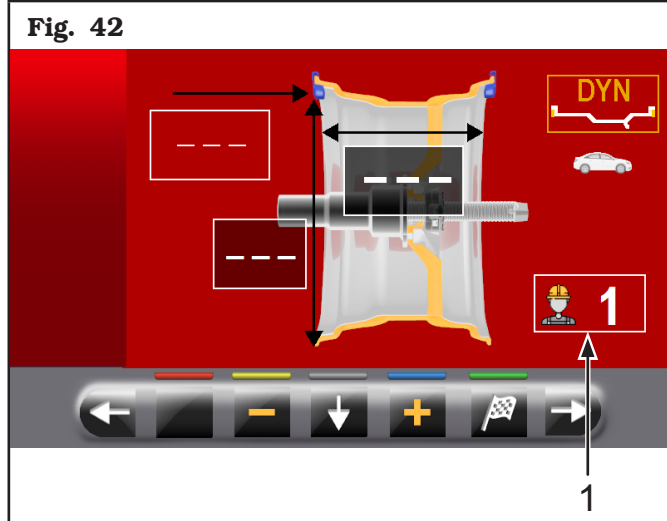 Fig. 42
DYN
– – –
– – –
– – –
1
1